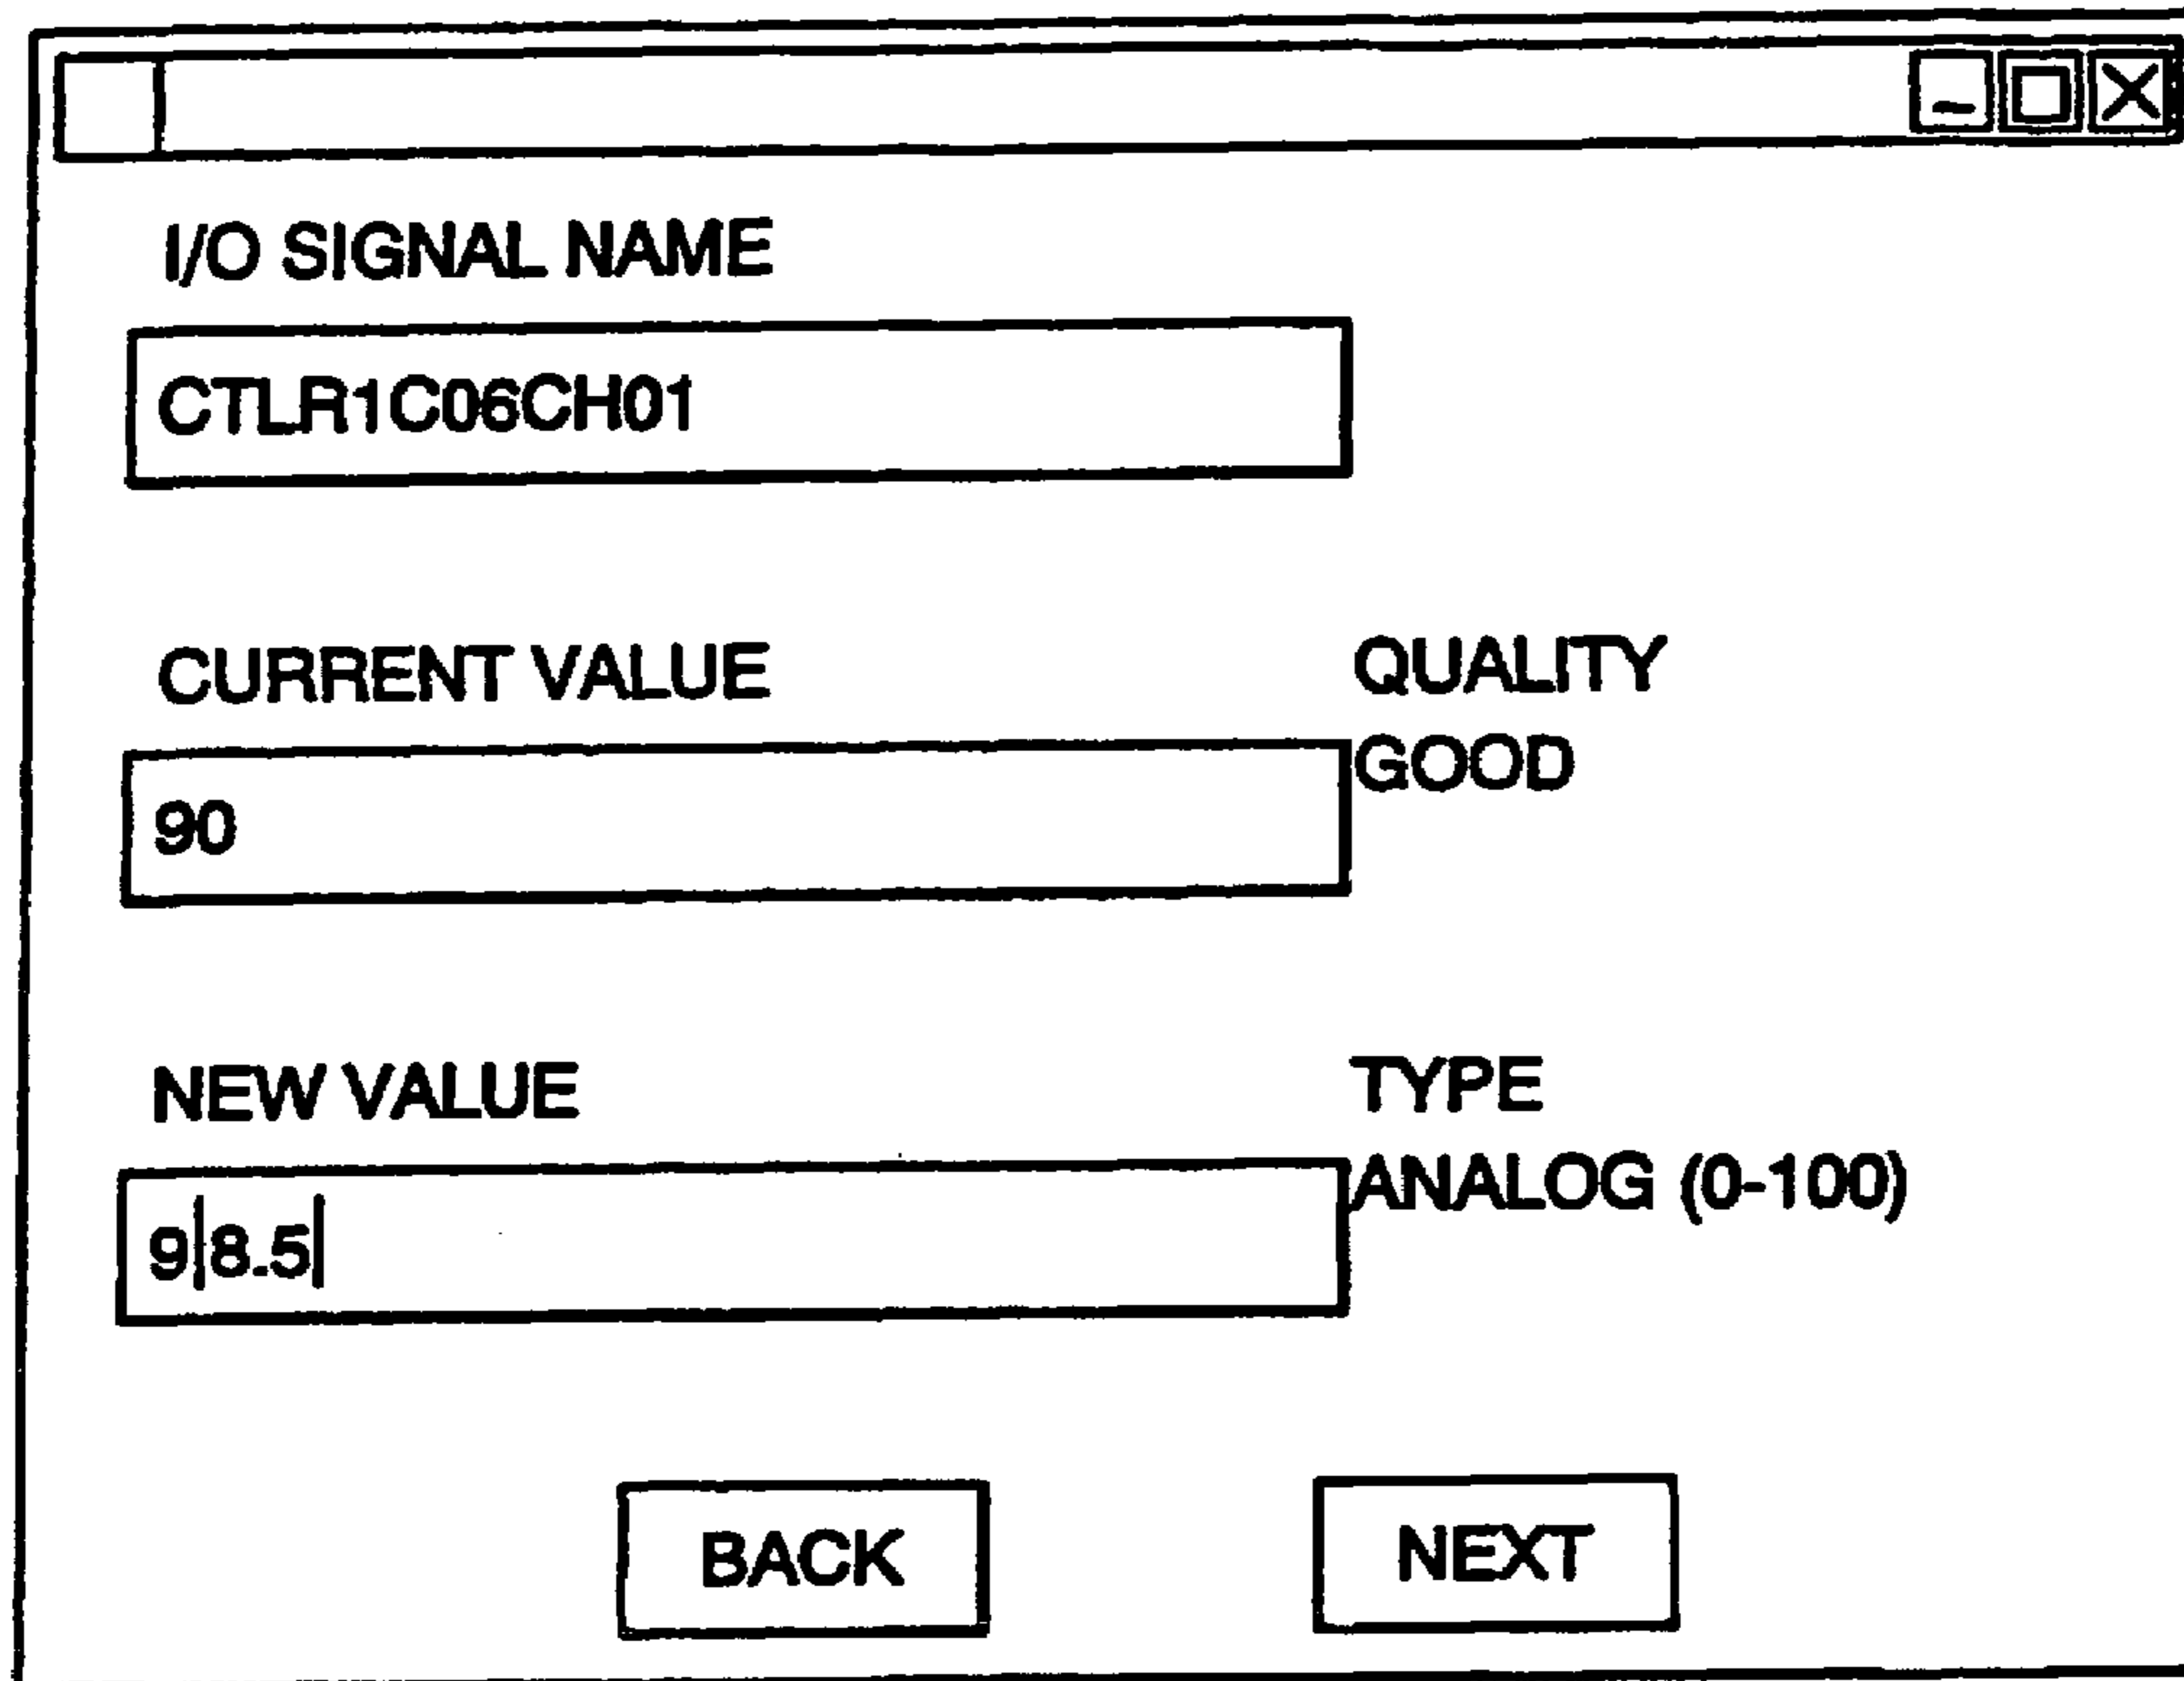 I/O SIGNAL NAME
CTLR1C06CH01
CURRENT VALUE
QUALITY
GOOD
90
NEW VALUE
TYPE
ANALOG (0-100)
9|8.5|
BACK
NEXT